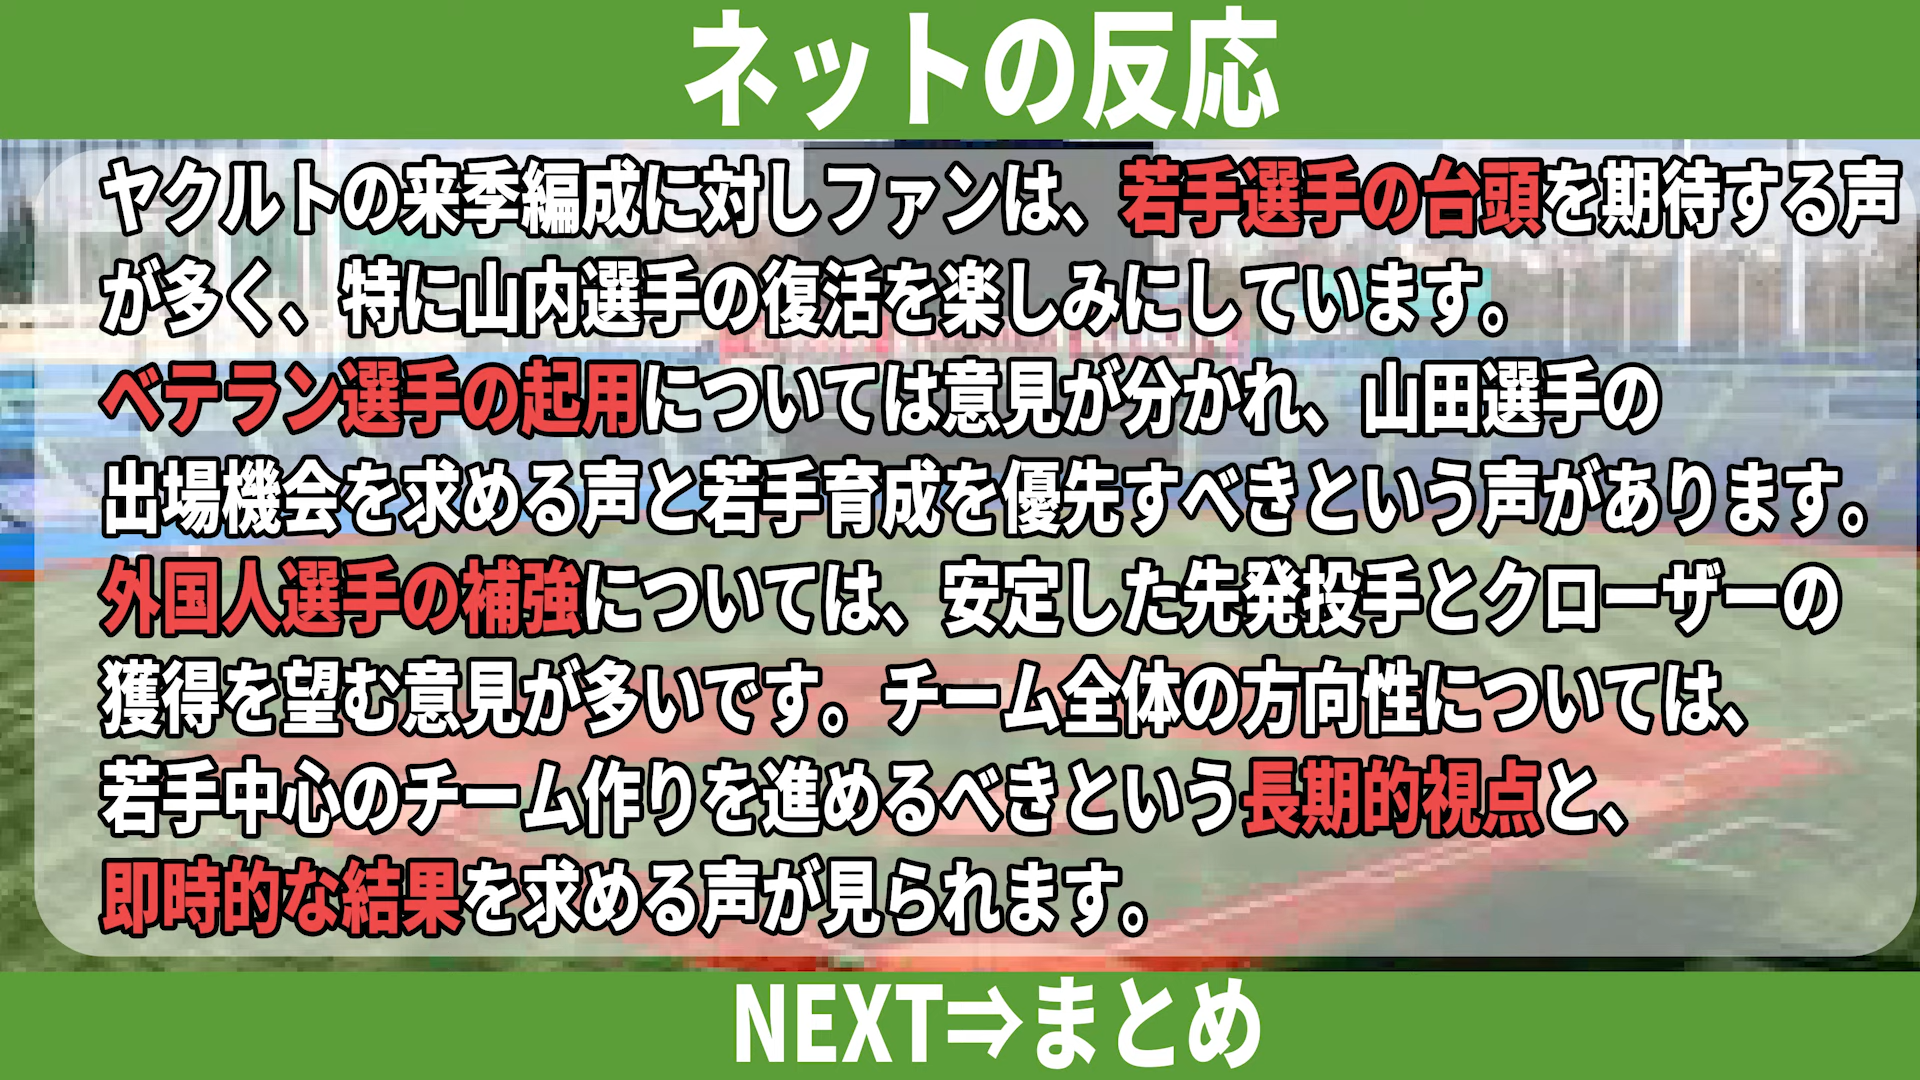 ネットの反応
ヤクルトの来季編成に対しファンは、若手選手の台頭を期待する声
が多く、特に山内選手の復活を楽しみにしています。
ベテラン選手の起用については意見が分かれ、山田選手の
出場機会を求める声と若手育成を優先すべきという声があります。
外国人選手の補強については、安定した先発投手とクローザーの
獲得を望む意見が多いです。チーム全体の方向性については、
若手中心のチーム作りを進めるべきという長期的視点と、
即時的な結果を求める声が見られます。
NEXT⇒まとめ